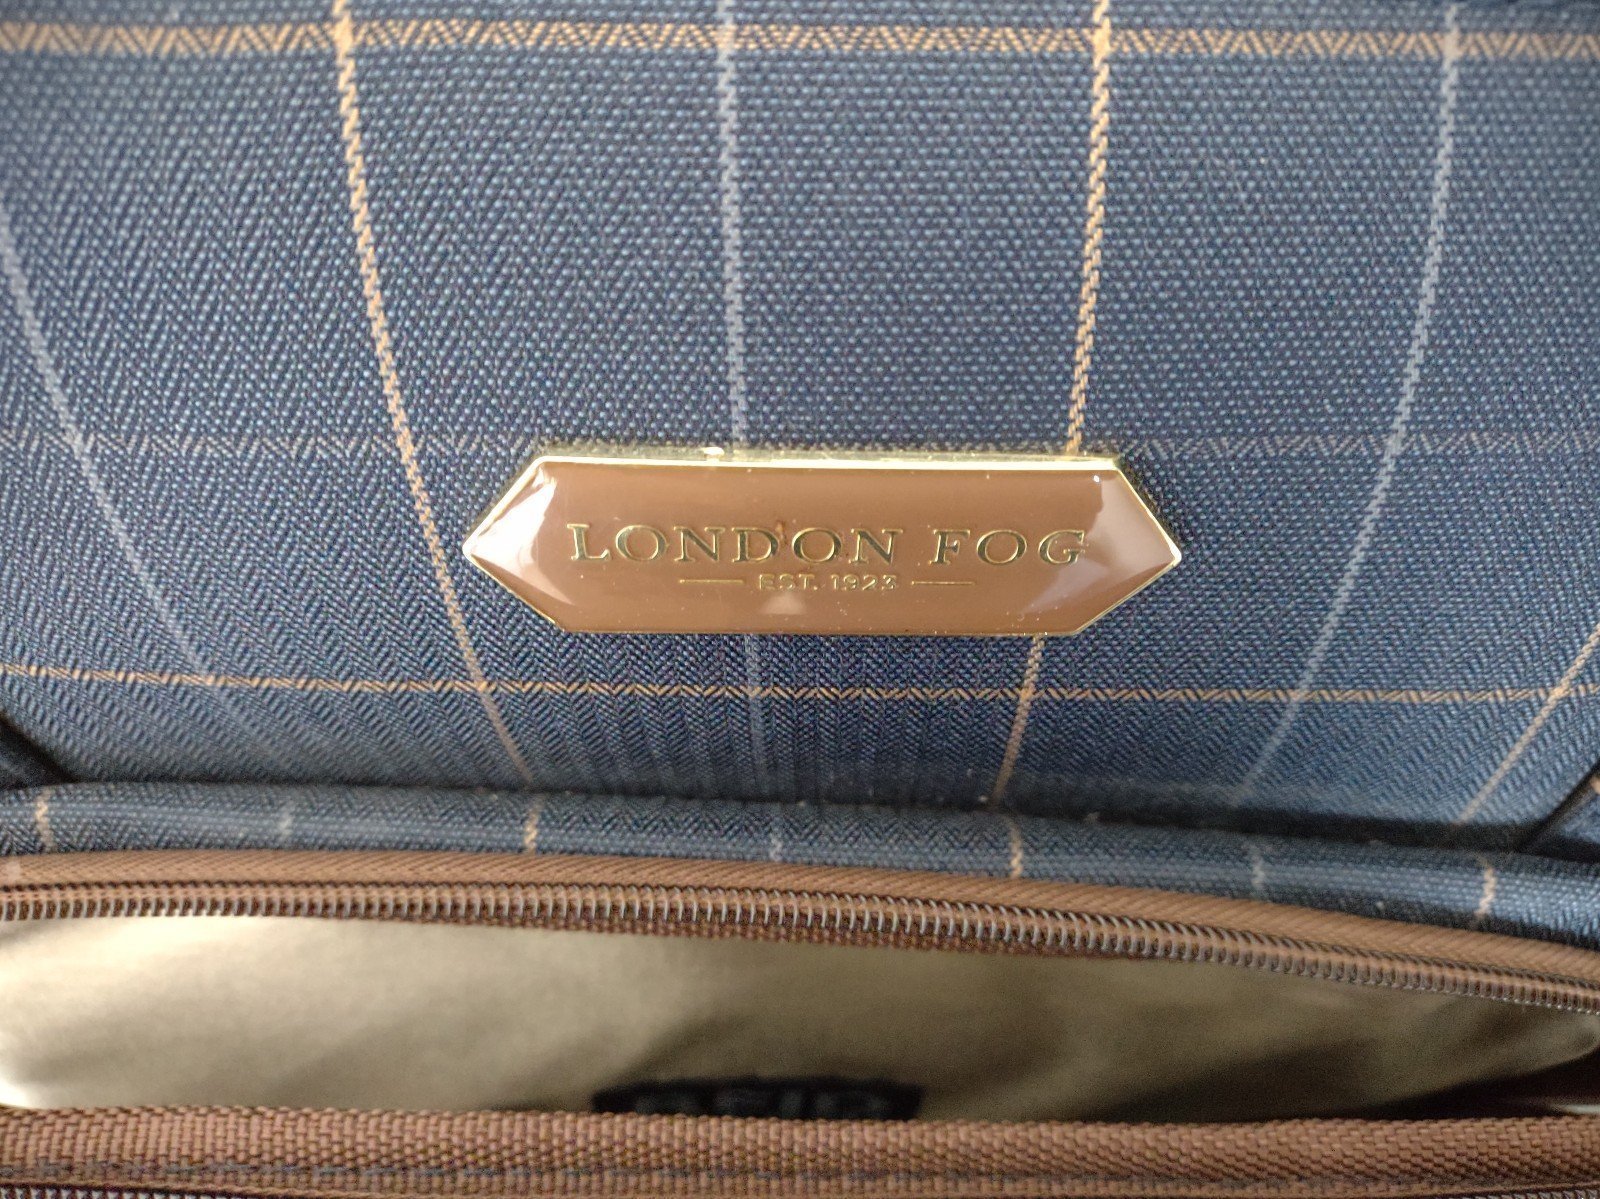 LONDON FOG
EST. 1923